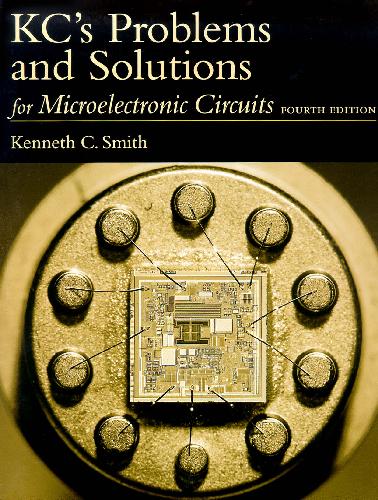 KC's Problems
and Solutions
for Microelectronic Circuits FOURTH EDITION
Kenneth C. Smith